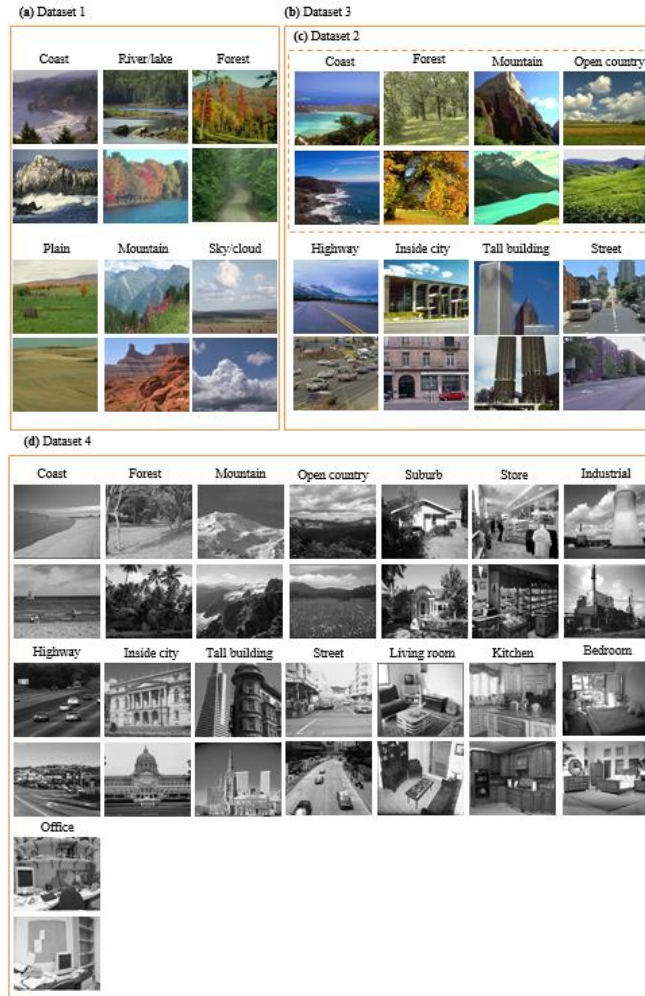 (a) Dataset 1
(b) Dataset 3
(c) Dataset 2
Coast River/lake Forest
Coast Forest Mountain Open country
Plain Mountain Sky/cloud
Highway Inside city Tall building Street
(d) Dataset 4
Coast Forest Mountain Open country Suburb Store Industrial
Highway Inside city Tall building Street Living room Kitchen Bedroom
Office